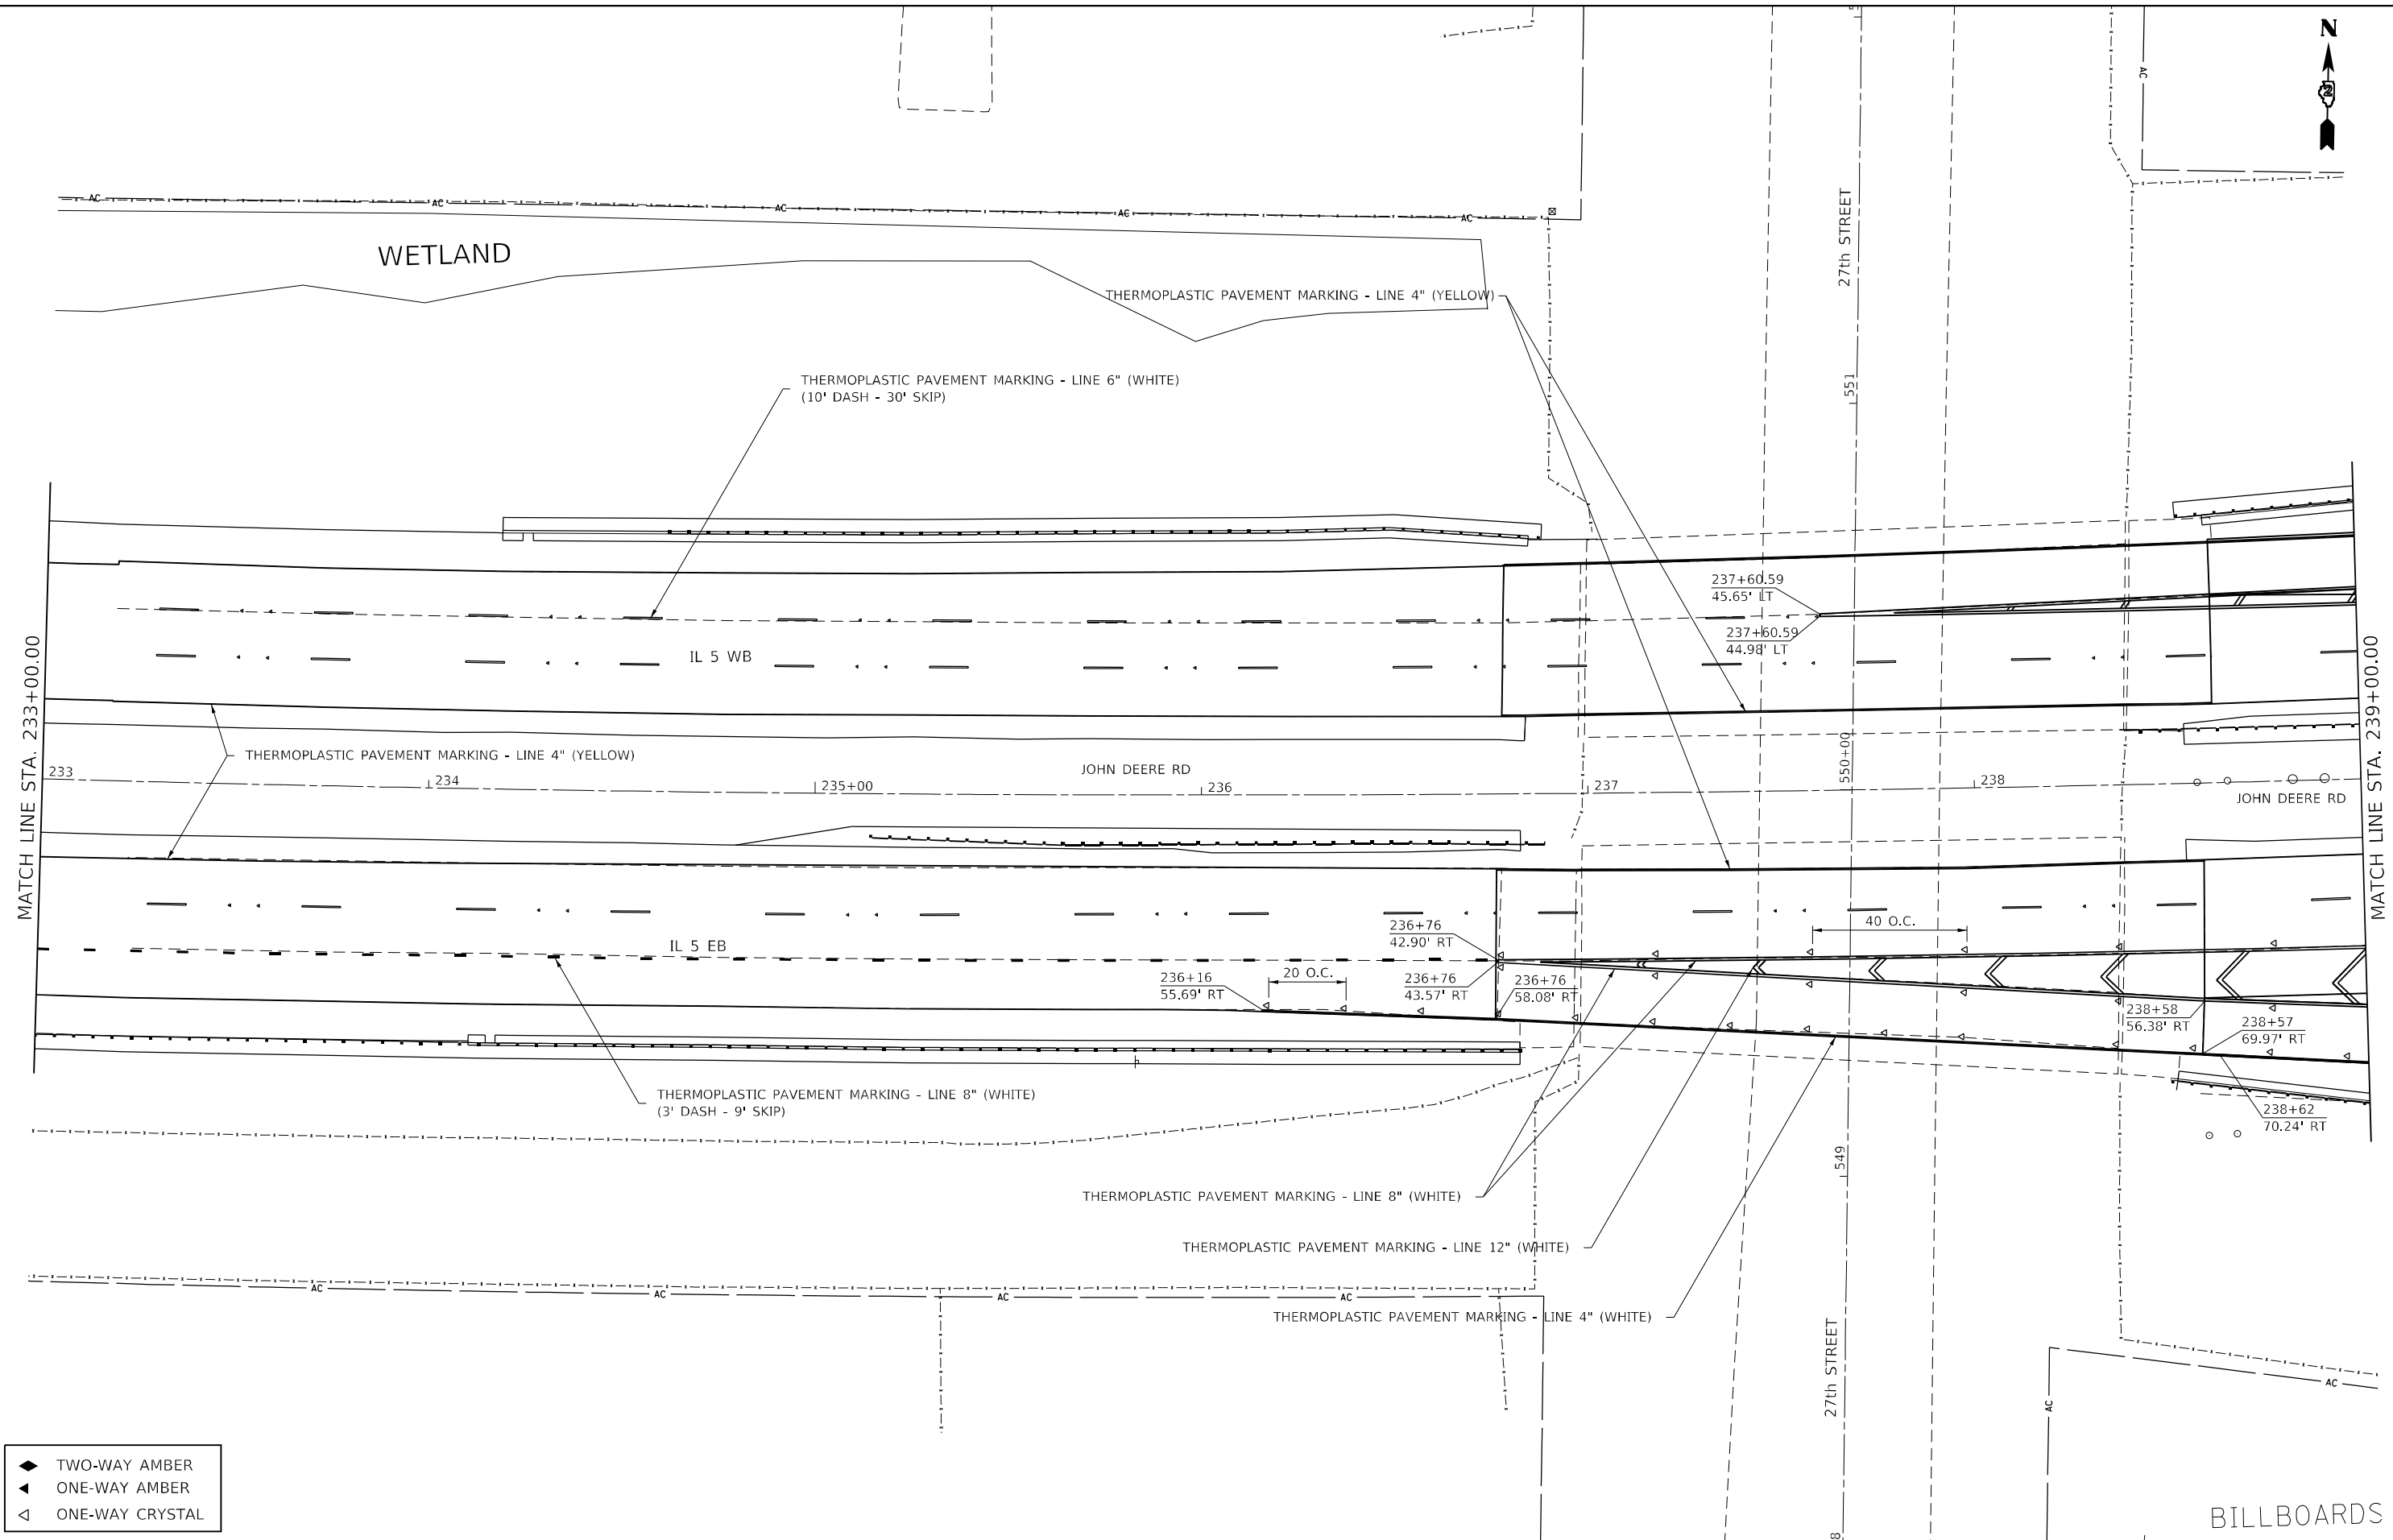 N
2
AC
AC
AC
AC
AC
AC
WETLAND
27th STREET
THERMOPLASTIC PAVEMENT MARKING - LINE 4" (YELLOW)
THERMOPLASTIC PAVEMENT MARKING - LINE 6" (WHITE)
(10' DASH - 30' SKIP)
551
237+60.59
45.65' LT
237+60.59
44.98' LT
IL 5 WB
MATCH LINE STA. 233+00.00
MATCH LINE STA. 239+00.00
THERMOPLASTIC PAVEMENT MARKING - LINE 4" (YELLOW)
550+00
JOHN DEERE RD
233
234
235+00
236
237
238
JOHN DEERE RD
IL 5 EB
236+76
42.90' RT
40 O.C.
20 O.C.
236+16
55.69' RT
236+76
43.57' RT
236+76
58.08' RT
238+58
56.38' RT
238+57
69.97' RT
238+62
70.24' RT
THERMOPLASTIC PAVEMENT MARKING - LINE 8" (WHITE)
(3' DASH - 9' SKIP)
549
THERMOPLASTIC PAVEMENT MARKING - LINE 8" (WHITE)
THERMOPLASTIC PAVEMENT MARKING - LINE 12" (WHITE)
THERMOPLASTIC PAVEMENT MARKING - LINE 4" (WHITE)
AC
AC
AC
AC
27th STREET
AC
AC
TWO-WAY AMBER
ONE-WAY AMBER
ONE-WAY CRYSTAL
BILLBOARDS